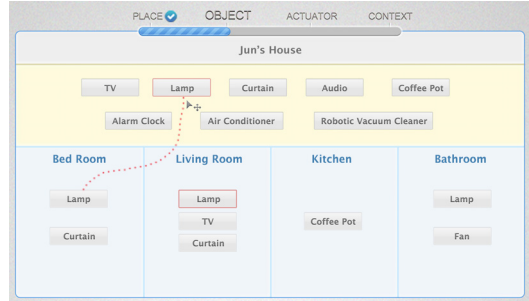 PLACE OBJECT ACTUATOR CONTEXT
Jun's House
TV Lamp Curtain Audio Coffee Pot
Alarm Clock Air Conditioner Robotic Vacuum Cleaner
Bed Room Living Room Kitchen Bathroom
Lamp Lamp Lamp
TV
Coffee Pot
Curtain Curtain Fan